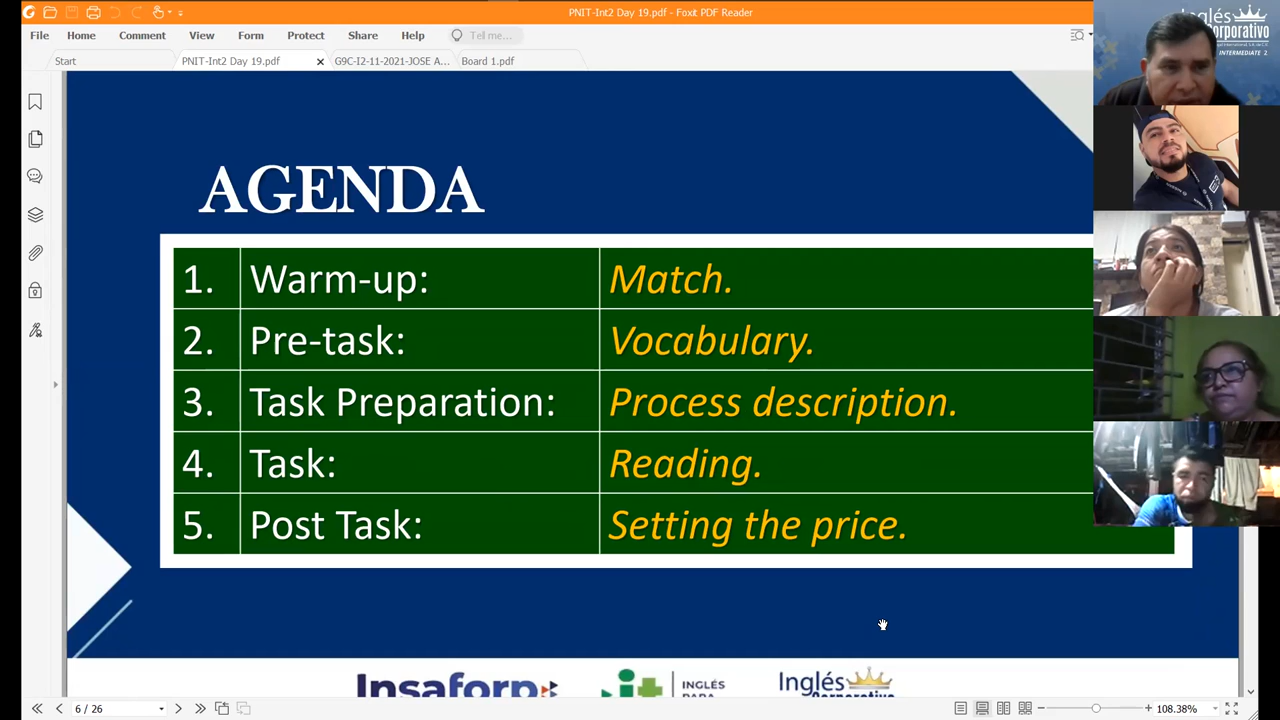 PNIT-Int2 Day 19.pdf - Foxit PDF Reader
File Home Comment View Form Protect Share Help Tell me...
Start PNIT-Int2 Day 19.pdf G9C-I2-11-2021-JOSE A... Board 1.pdf
Inglés
Corporativo
INTERMEDIATE 2
AGENDA
1. Warm-up: Match.
2. Pre-task: Vocabulary.
3. Task Preparation: Process description.
4. Task: Reading.
5. Post Task: Setting the price.
Insaforp
INGLÉS
PARA
Inglés
Corporativo
6 / 26
108.38%